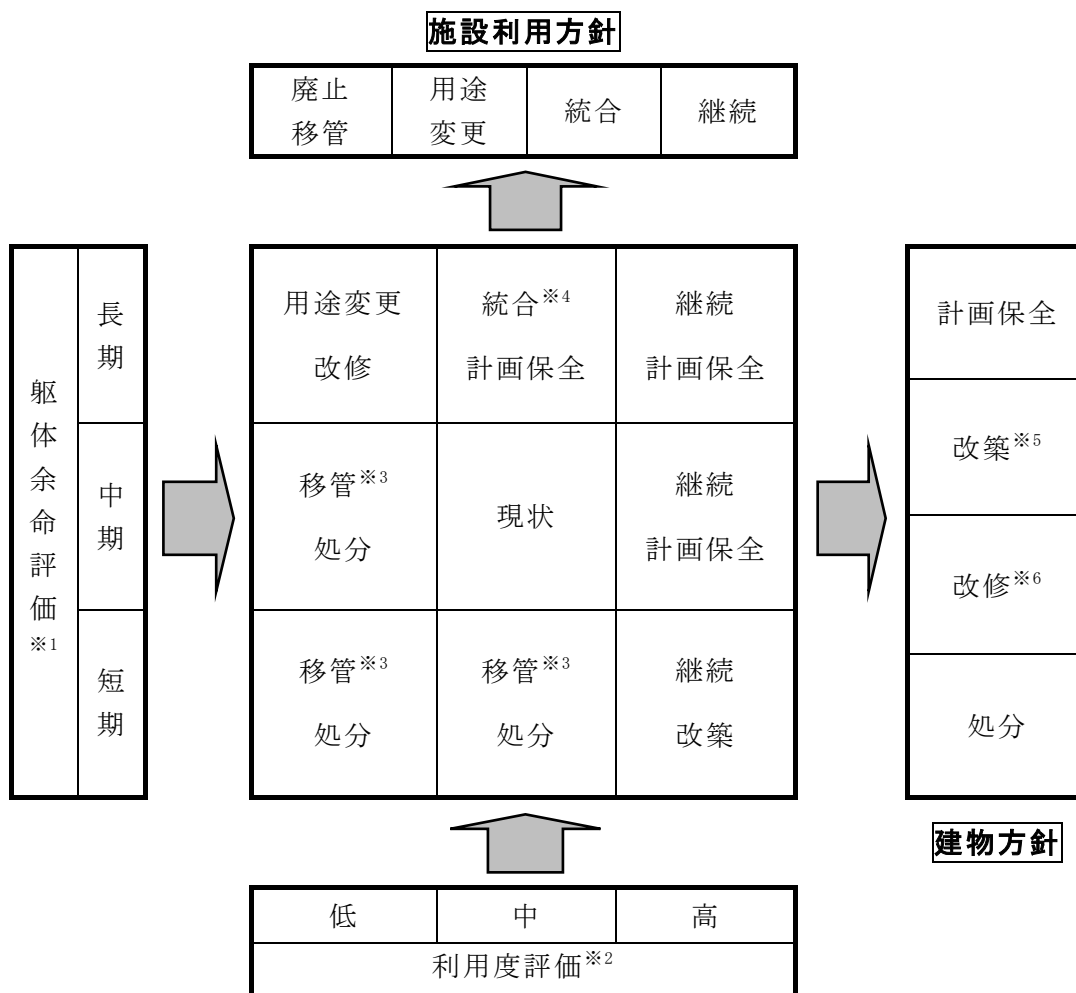 施設利用方針
廃止
移管
用途
変更
統合
継続
躯体余命評価※1
長期
中期
短期
用途変更
改修
統合※4
計画保全
継続
計画保全
移管※3
処分
現状
継続
計画保全
移管※3
処分
移管※3
処分
継続
改築
計画保全
改築※5
改修※6
処分
建物方針
低
中
高
利用度評価※2